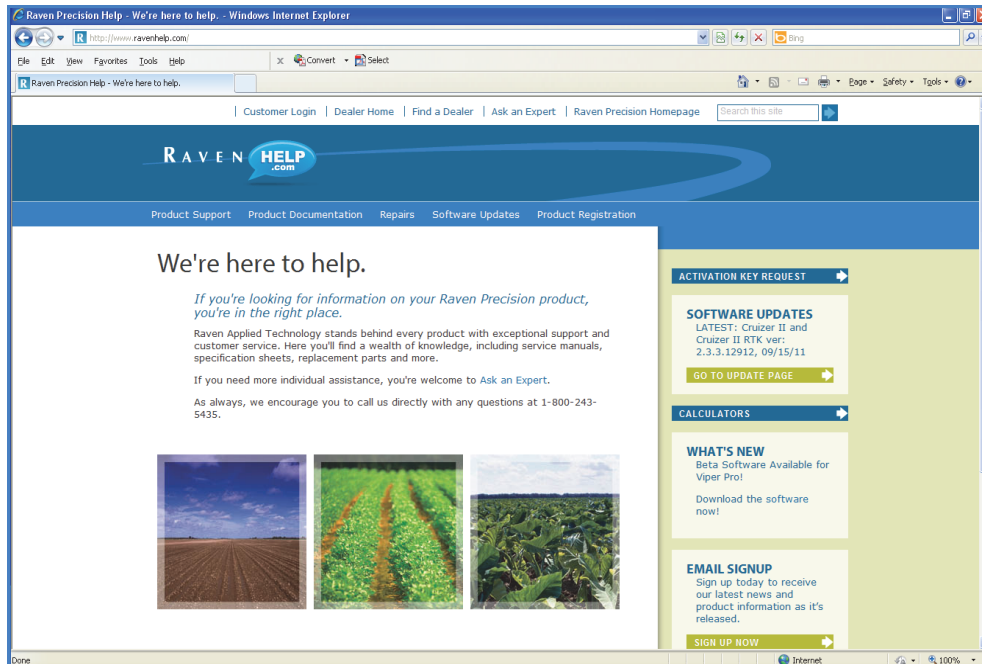 Raven Precision Help - We're here to help. - Windows Internet Explorer
http://www.ravenhelp.com/
Bing
File Edit View Favorites Tools Help
x Convert Select
Raven Precision Help - We're here to help.
Page Safety Tools
Customer Login | Dealer Home | Find a Dealer | Ask an Expert | Raven Precision Homepage
Search this site
RAVEN HELP
.com
Product Support Product Documentation Repairs Software Updates Product Registration
We're here to help.
If you're looking for information on your Raven Precision product,
you're in the right place.
Raven Applied Technology stands behind every product with exceptional support and
customer service. Here you'll find a wealth of knowledge, including service manuals,
specification sheets, replacement parts and more.
If you need more individual assistance, you're welcome to Ask an Expert.
As always, we encourage you to call us directly with any questions at 1-800-243-
5435.
ACTIVATION KEY REQUEST
SOFTWARE UPDATES
LATEST: Cruizer II and
Cruizer II RTK ver:
2.3.3.12912, 09/15/11
GO TO UPDATE PAGE
CALCULATORS
WHAT'S NEW
Beta Software Available for
Viper Pro!
Download the software
now!
EMAIL SIGNUP
Sign up today to receive
our latest news and
product information as it's
released.
SIGN UP NOW
Done
Internet
100%